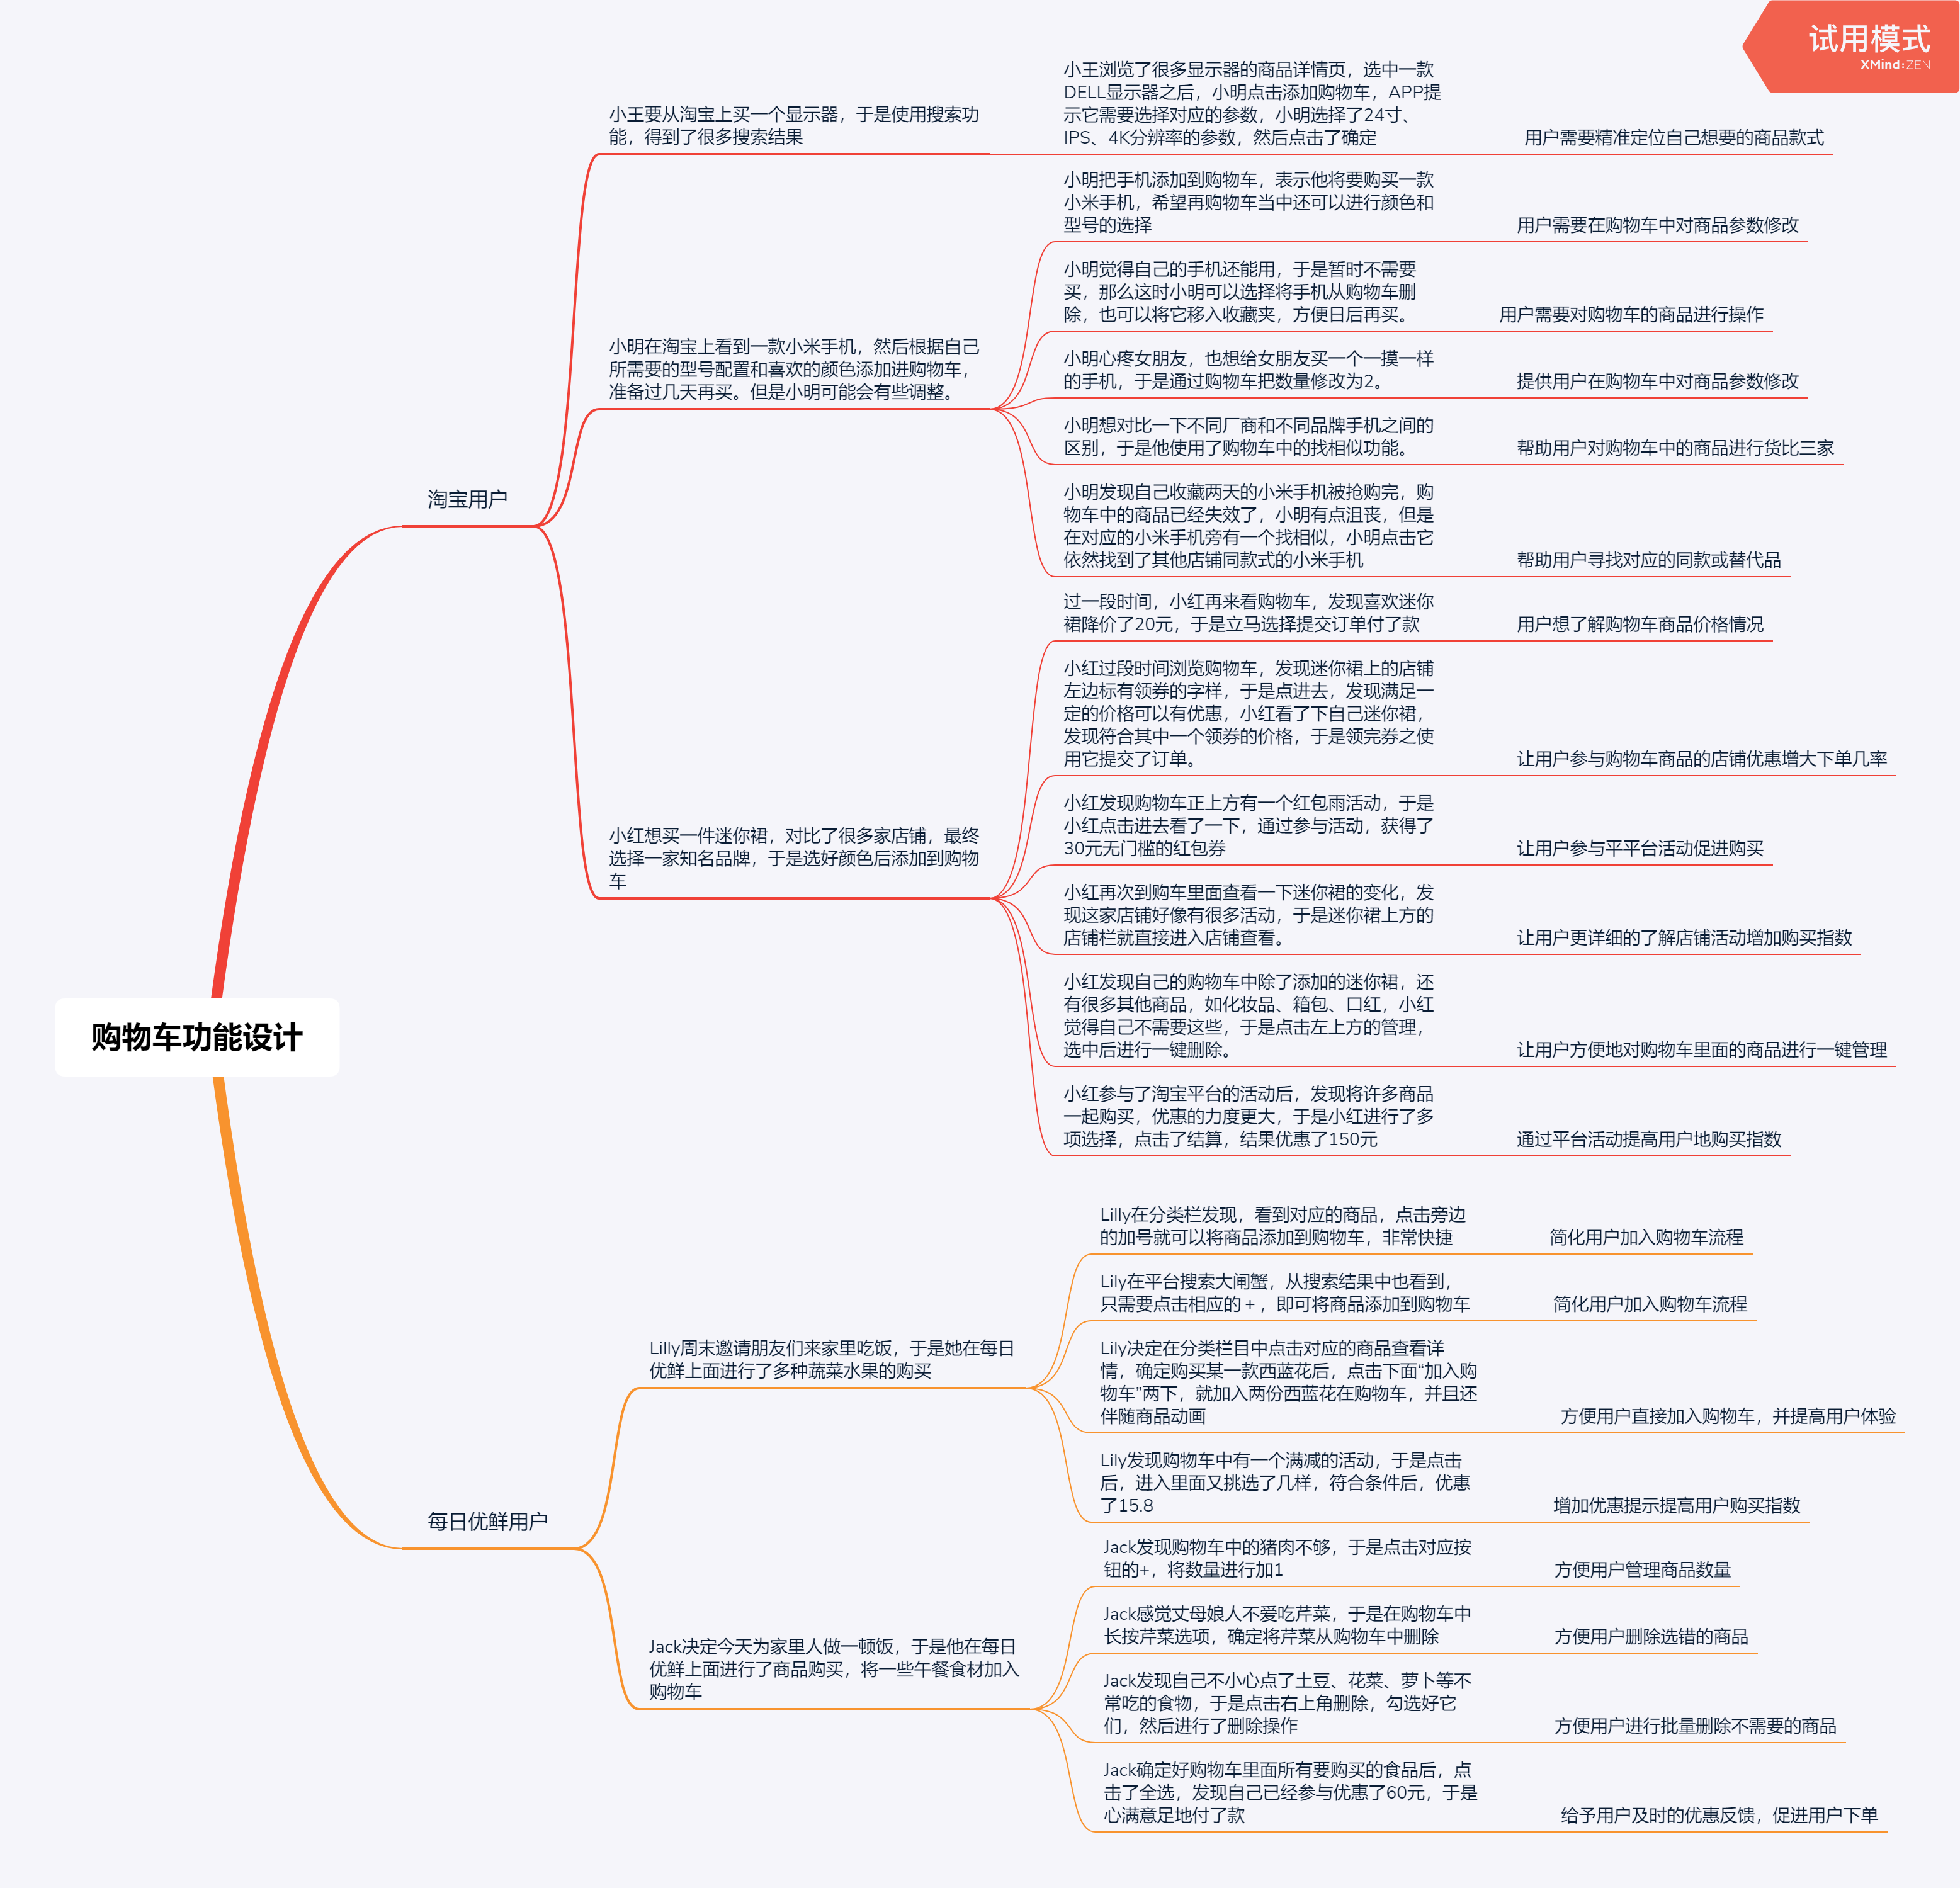 试用模式
XMind:ZEN
购物车功能设计
淘宝用户
小王要从淘宝上买一个显示器，于是使用搜索功
能，得到了很多搜索结果
小王浏览了很多显示器的商品详情页，选中一款
DELL显示器之后，小明点击添加购物车，APP提
示它需要选择对应的参数，小明选择了24寸、
IPS、4K分辨率的参数，然后点击了确定
用户需要精准定位自己想要的商品款式
小明在淘宝上看到一款小米手机，然后根据自己
所需要的型号配置和喜欢的颜色添加进购物车，
准备过几天再买。但是小明可能会有些调整。
小明把手机添加到购物车，表示他将要购买一款
小米手机，希望再购物车当中还可以进行颜色和
型号的选择
用户需要在购物车中对商品参数修改
小明觉得自己的手机还能用，于是暂时不需要
买，那么这时小明可以选择将手机从购物车删
除，也可以将它移入收藏夹，方便日后再买。
用户需要对购物车的商品进行操作
小明心疼女朋友，也想给女朋友买一个一摸一样
的手机，于是通过购物车把数量修改为2。
提供用户在购物车中对商品参数修改
小明想对比一下不同厂商和不同品牌手机之间的
区别，于是他使用了购物车中的找相似功能。
帮助用户对购物车中的商品进行货比三家
小明发现自己收藏两天的小米手机被抢购完，购
物车中的商品已经失效了，小明有点沮丧，但是
在对应的小米手机旁有一个找相似，小明点击它
依然找到了其他店铺同款式的小米手机
帮助用户寻找对应的同款或替代品
小红想买一件迷你裙，对比了很多家店铺，最终
选择一家知名品牌，于是选好颜色后添加到购物
车
过一段时间，小红再来看购物车，发现喜欢迷你
裙降价了20元，于是立马选择提交订单付了款
用户想了解购物车商品价格情况
小红过段时间浏览购物车，发现迷你裙上的店铺
左边标有领券的字样，于是点进去，发现满足一
定的价格可以有优惠，小红看了下自己迷你裙，
发现符合其中一个领券的价格，于是领完券之使
用它提交了订单。
让用户参与购物车商品的店铺优惠增大下单几率
小红发现购物车正上方有一个红包雨活动，于是
小红点击进去看了一下，通过参与活动，获得了
30元无门槛的红包券
让用户参与平平台活动促进购买
小红再次到购车里面查看一下迷你裙的变化，发
现这家店铺好像有很多活动，于是迷你裙上方的
店铺栏就直接进入店铺查看。
让用户更详细的了解店铺活动增加购买指数
小红发现自己的购物车中除了添加的迷你裙，还
有很多其他商品，如化妆品、箱包、口红，小红
觉得自己不需要这些，于是点击左上方的管理，
选中后进行一键删除。
让用户方便地对购物车里面的商品进行一键管理
小红参与了淘宝平台的活动后，发现将许多商品
一起购买，优惠的力度更大，于是小红进行了多
项选择，点击了结算，结果优惠了150元
通过平台活动提高用户地购买指数
每日优鲜用户
Lilly周末邀请朋友们来家里吃饭，于是她在每日
优鲜上面进行了多种蔬菜水果的购买
Lilly在分类栏发现，看到对应的商品，点击旁边
的加号就可以将商品添加到购物车，非常快捷
简化用户加入购物车流程
Lily在平台搜索大闸蟹，从搜索结果中也看到，
只需要点击相应的 + ，即可将商品添加到购物车
简化用户加入购物车流程
Lily决定在分类栏目中点击对应的商品查看详
情，确定购买某一款西蓝花后，点击下面“加入购
物车”两下，就加入两份西蓝花在购物车，并且还
伴随商品动画
方便用户直接加入购物车，并提高用户体验
Lily发现购物车中有一个满减的活动，于是点击
后，进入里面又挑选了几样，符合条件后，优惠
了15.8
增加优惠提示提高用户购买指数
Jack决定今天为家里人做一顿饭，于是他在每日
优鲜上面进行了商品购买，将一些午餐食材加入
购物车
Jack发现购物车中的猪肉不够，于是点击对应按
钮的+，将数量进行加1
方便用户管理商品数量
Jack感觉丈母娘人不爱吃芹菜，于是在购物车中
长按芹菜选项，确定将芹菜从购物车中删除
方便用户删除选错的商品
Jack发现自己不小心点了土豆、花菜、萝卜等不
常吃的食物，于是点击右上角删除，勾选好它
们，然后进行了删除操作
方便用户进行批量删除不需要的商品
Jack确定好购物车里面所有要购买的食品后，点
击了全选，发现自己已经参与优惠了60元，于是
心满意足地付了款
给予用户及时的优惠反馈，促进用户下单